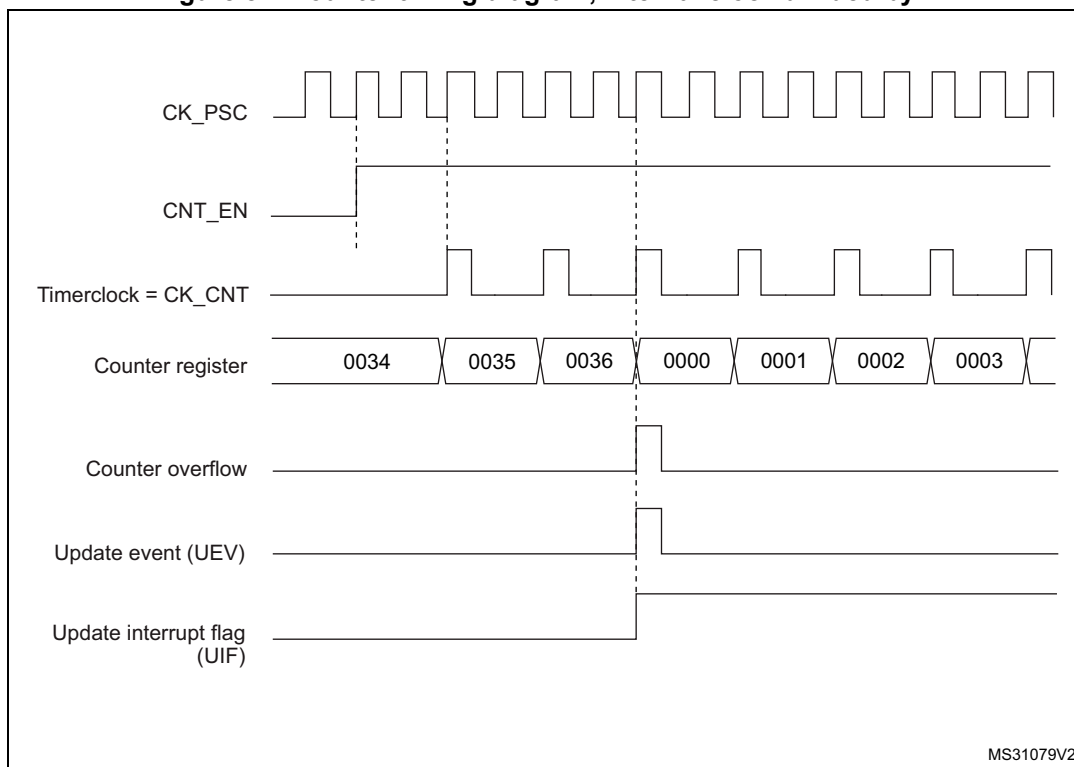 CK_PSC
CNT_EN
Timerclock = CK_CNT
Counter register
0034 0035 0036 0000 0001 0002 0003
Counter overflow
Update event (UEV)
Update interrupt flag
(UIF)
MS31079V2